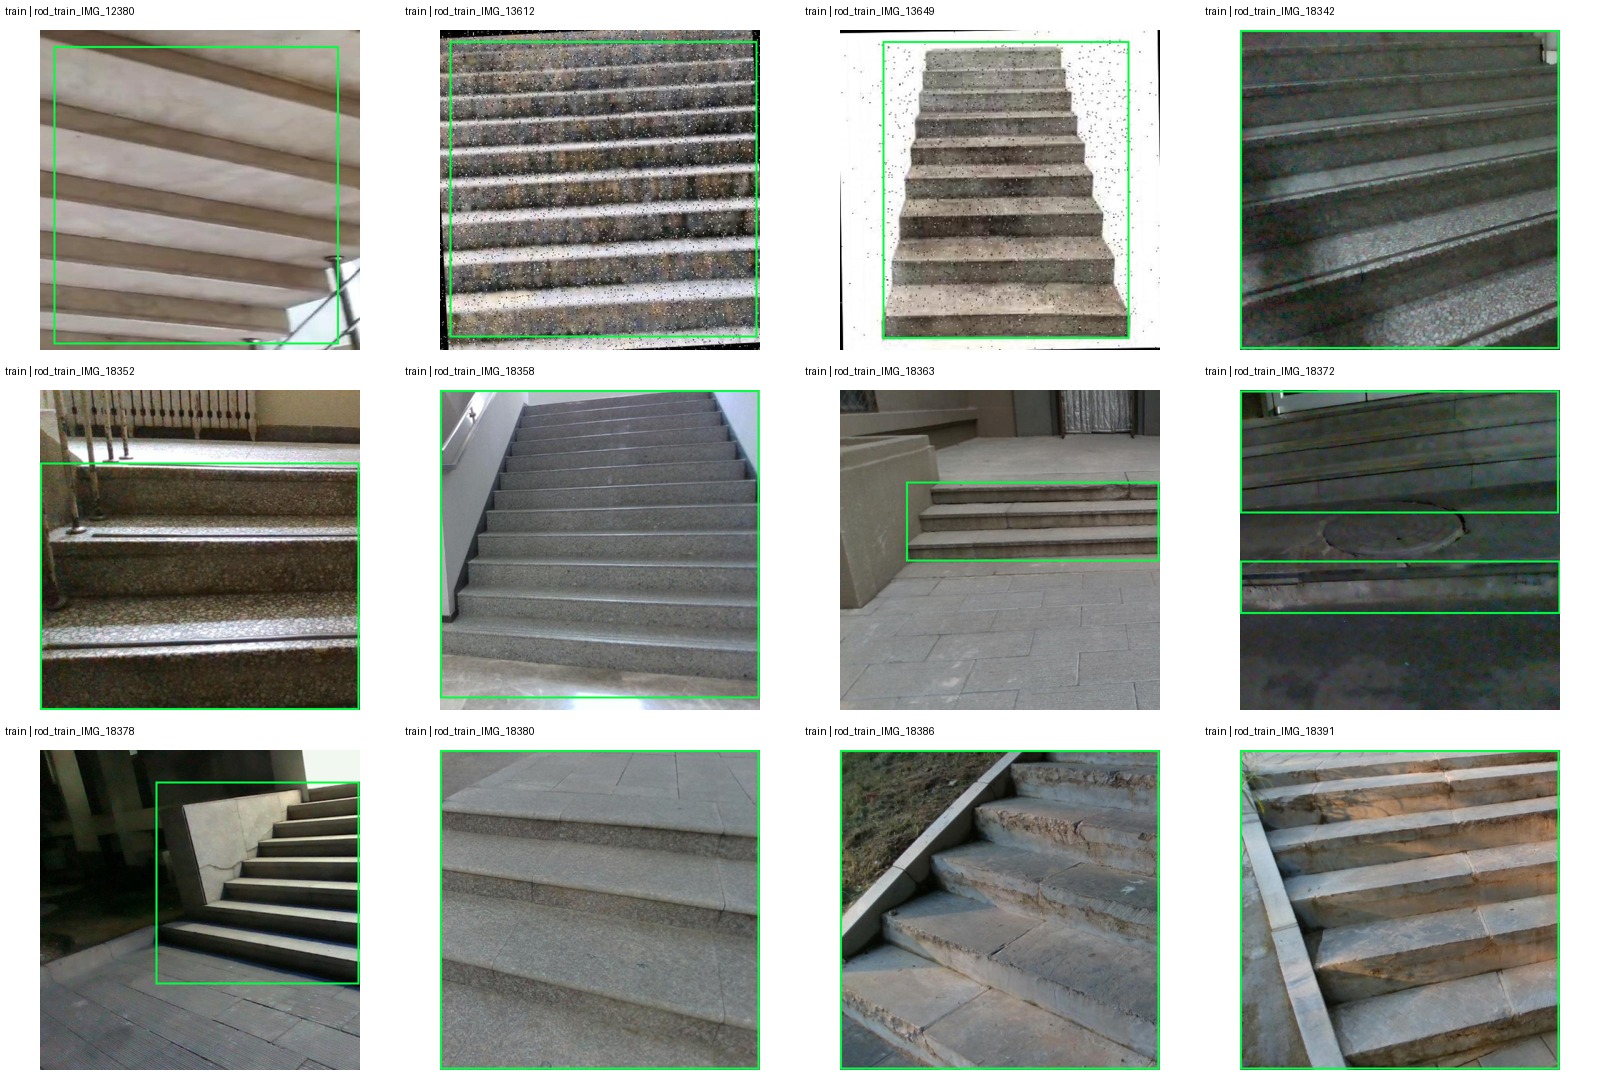 train | rod_train_IMG_12380
train | rod_train_IMG_13612
train | rod_train_IMG_13649
train | rod_train_IMG_18342
train | rod_train_IMG_18352
train | rod_train_IMG_18358
train | rod_train_IMG_18363
train | rod_train_IMG_18372
train | rod_train_IMG_18378
train | rod_train_IMG_18380
train | rod_train_IMG_18386
train | rod_train_IMG_18391